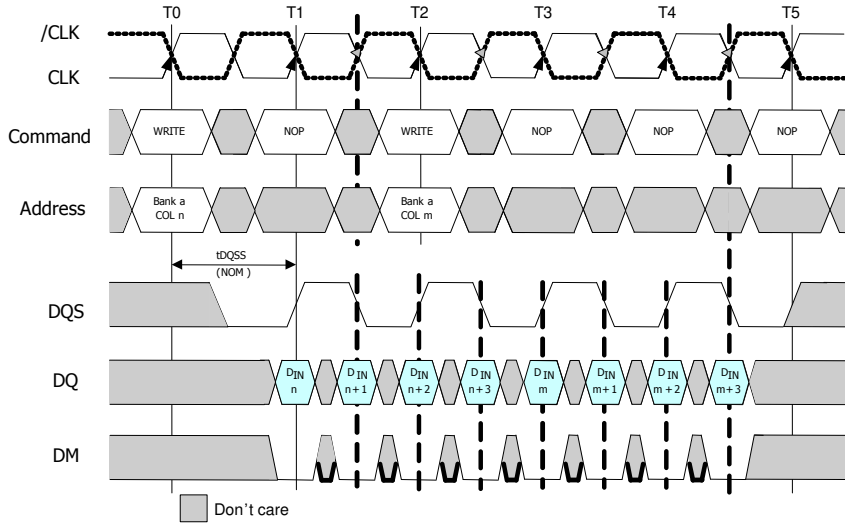 T0 T1 T2 T3 T4 T5
/CLK
CLK
Command WRITE NOP WRITE NOP NOP NOP
Address Bank a COL n Bank a COL m
tDQSS
(NOM )
DQS
DQ DIN n DIN n+1 DIN n+2 DIN n+3 DIN m DIN m+1 DIN m+2 DIN m+3
DM
Don't care